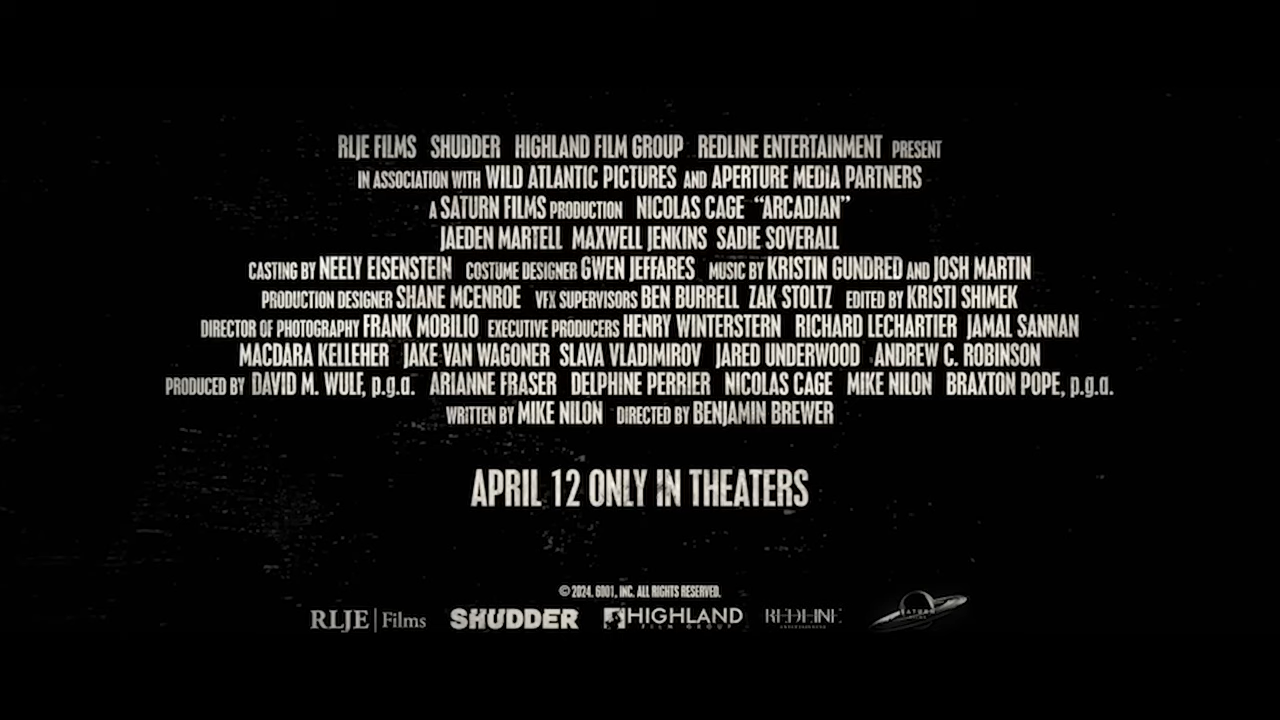 RLJE FILMS SHUDDER HIGHLAND FILM GROUP REDLINE ENTERTAINMENT PRESENT
IN ASSOCIATION WITH WILD ATLANTIC PICTURES AND APERTURE MEDIA PARTNERS
A SATURN FILMS PRODUCTION NICOLAS CAGE “ARCADIAN”
JAEDEN MARTELL MAXWELL JENKINS SADIE SOVERALL
CASTING BY NEELY EISENSTEIN COSTUME DESIGNER GWEN JEFFARES MUSIC BY KRISTIN GUNDRED AND JOSH MARTIN
PRODUCTION DESIGNER SHANE MCENROE VFX SUPERVISORS BEN BURRELL ZAK STOLTZ EDITED BY KRISTI SHIMEK
DIRECTOR OF PHOTOGRAPHY FRANK MOBILIO EXECUTIVE PRODUCERS HENRY WINTERSTERN RICHARD LECHARTIER JAMAL SANNAN
MACDARA KELLEHER JAKE VAN WAGONER SLAVA VLADIMIROV JARED UNDERWOOD ANDREW C. ROBINSON
PRODUCED BY DAVID M. WULF, p.g.a. ARIANNE FRASER DELPHINE PERRIER NICOLAS CAGE MIKE NILON BRAXTON POPE, p.g.a.
WRITTEN BY MIKE NILON DIRECTED BY BENJAMIN BREWER
APRIL 12 ONLY IN THEATERS
© 2024. 6001, INC. ALL RIGHTS RESERVED.
RLJE | Films SHUDDER HIGHLAND REDLINE SATURN
FILM GROUP ENTERTAINMENT FILMS